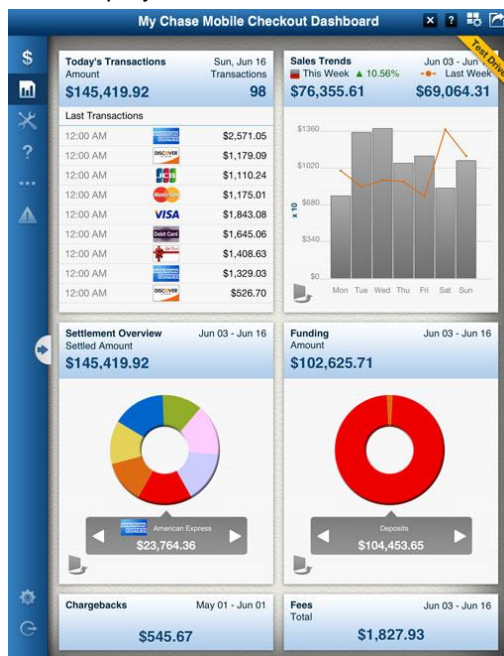 My Chase Mobile Checkout Dashboard
Test Drive
Today's Transactions
Sun, Jun 16
Amount
Transactions
$145,419.92
98
Last Transactions
12:00 AM
$2,571.05
12:00 AM DISCOVER
$1,179.09
12:00 AM JCB
$1,110.24
12:00 AM MasterCard
$1,175.01
12:00 AM VISA
$1,843.08
12:00 AM Debit Card
$1,645.06
12:00 AM
$1,408.63
12:00 AM
$1,329.03
12:00 AM DISCOVER
$526.70
Sales Trends
Jun 03 - Jun
This Week ▲ 10.56%
Last Week
$76,355.61
$69,064.31
$1360
$1020
$680
$340
$0
x 10
Mon Tue Wed Thu Fri Sat Sun
Settlement Overview
Jun 03 - Jun 16
Settled Amount
$145,419.92
American Express
$23,764.36
Funding
Jun 03 - Jun 16
Amount
$102,625.71
Deposits
$104,453.65
Chargebacks
May 01 - Jun 01
$545.67
Fees
Jun 03 - Jun 16
Total
$1,827.93